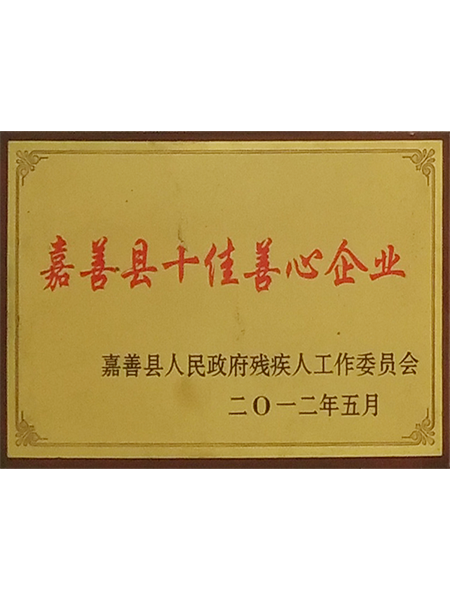 嘉善县十佳善心企业
嘉善县人民政府残疾人工作委员会
二〇一二年五月